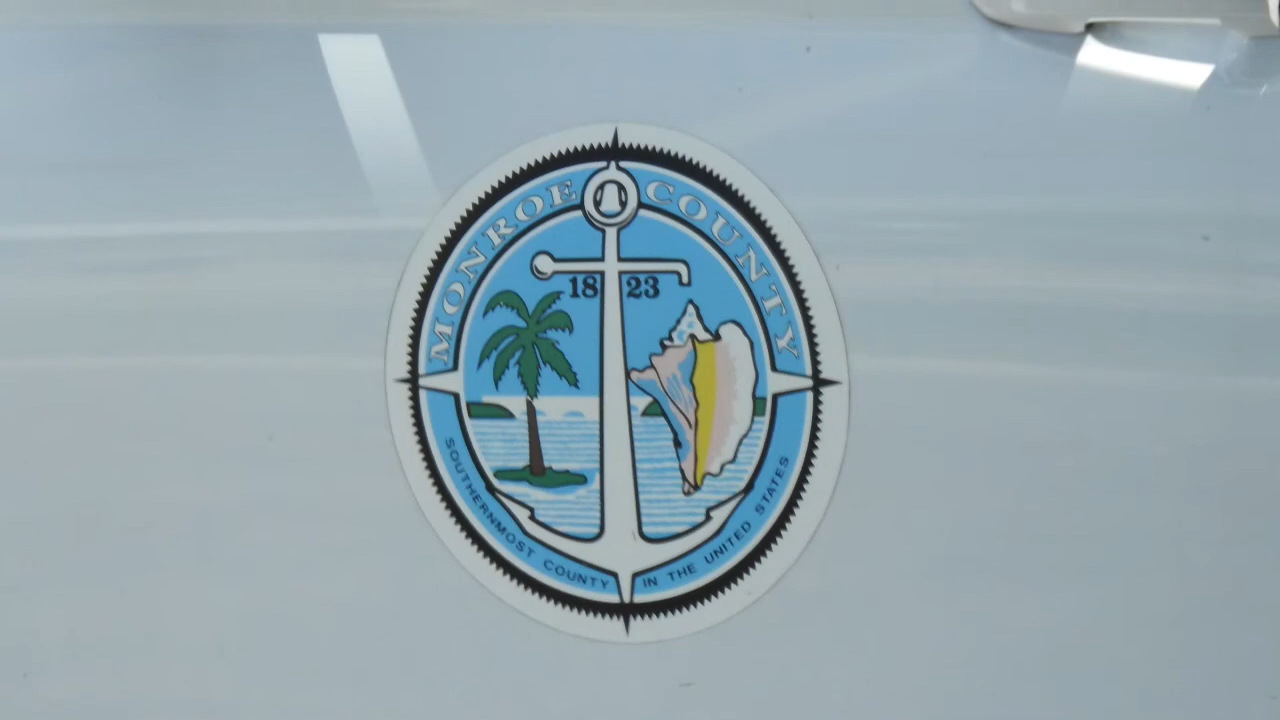 MONROE COUNTY
1823
SOUTHERNMOST COUNTY IN THE UNITED STATES